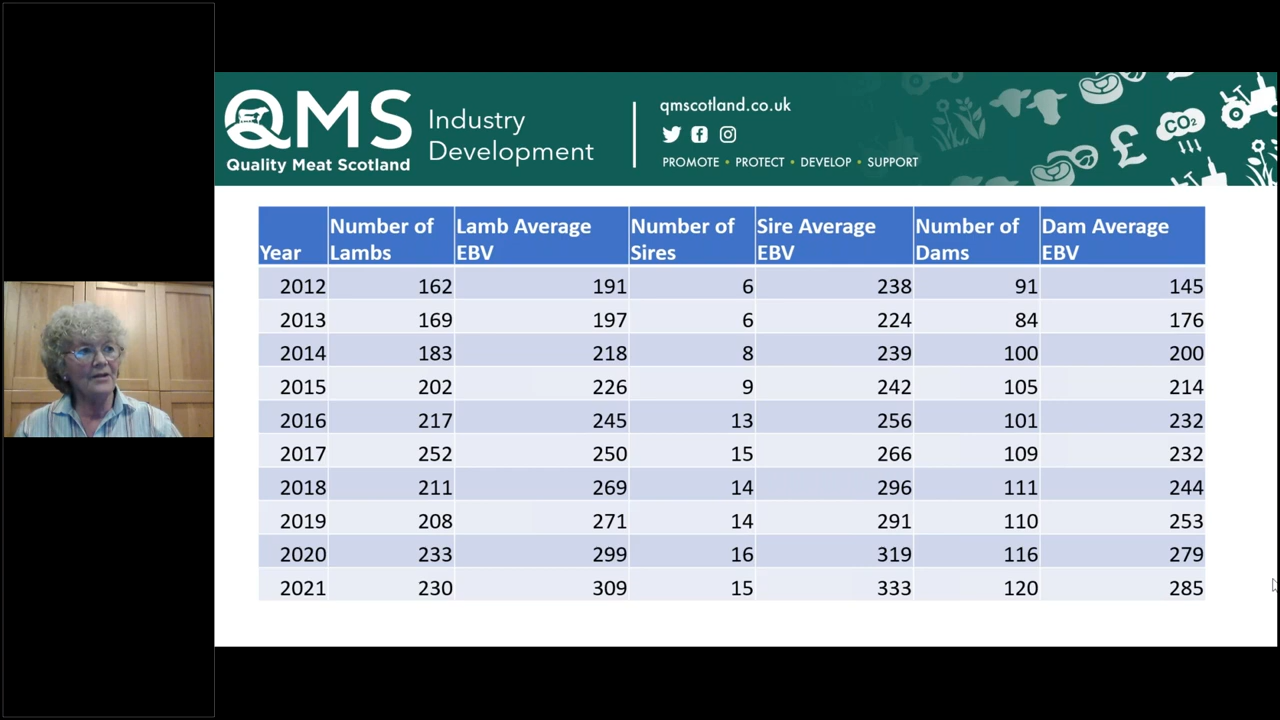 QMS
Quality Meat Scotland
Industry
Development
qmscotland.co.uk
PROMOTE • PROTECT • DEVELOP • SUPPORT
£
CO2
Year Number of Lambs Lamb Average EBV Number of Sires Sire Average EBV Number of Dams Dam Average EBV
2012 162 191 6 238 91 145
2013 169 197 6 224 84 176
2014 183 218 8 239 100 200
2015 202 226 9 242 105 214
2016 217 245 13 256 101 232
2017 252 250 15 266 109 232
2018 211 269 14 296 111 244
2019 208 271 14 291 110 253
2020 233 299 16 319 116 279
2021 230 309 15 333 120 285